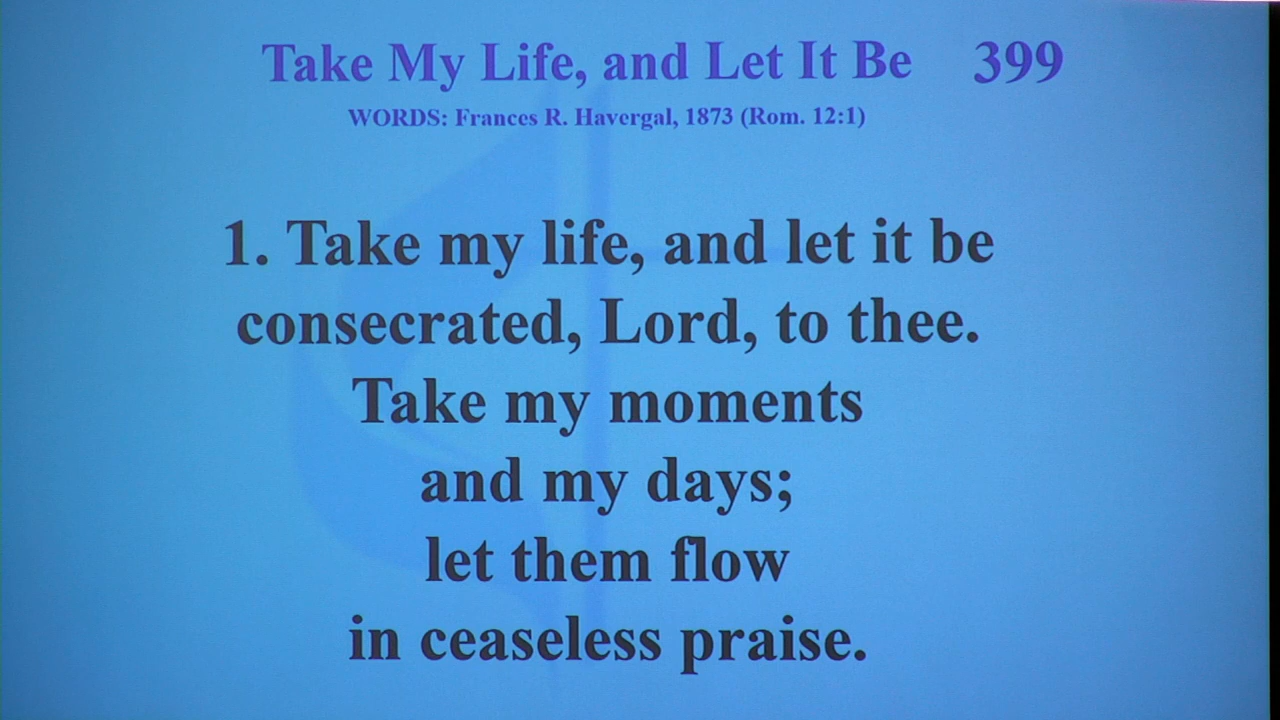 Take My Life, and Let It Be 399
WORDS: Frances R. Havergal, 1873 (Rom. 12:1)
1. Take my life, and let it be
consecrated, Lord, to thee.
Take my moments
and my days;
let them flow
in ceaseless praise.